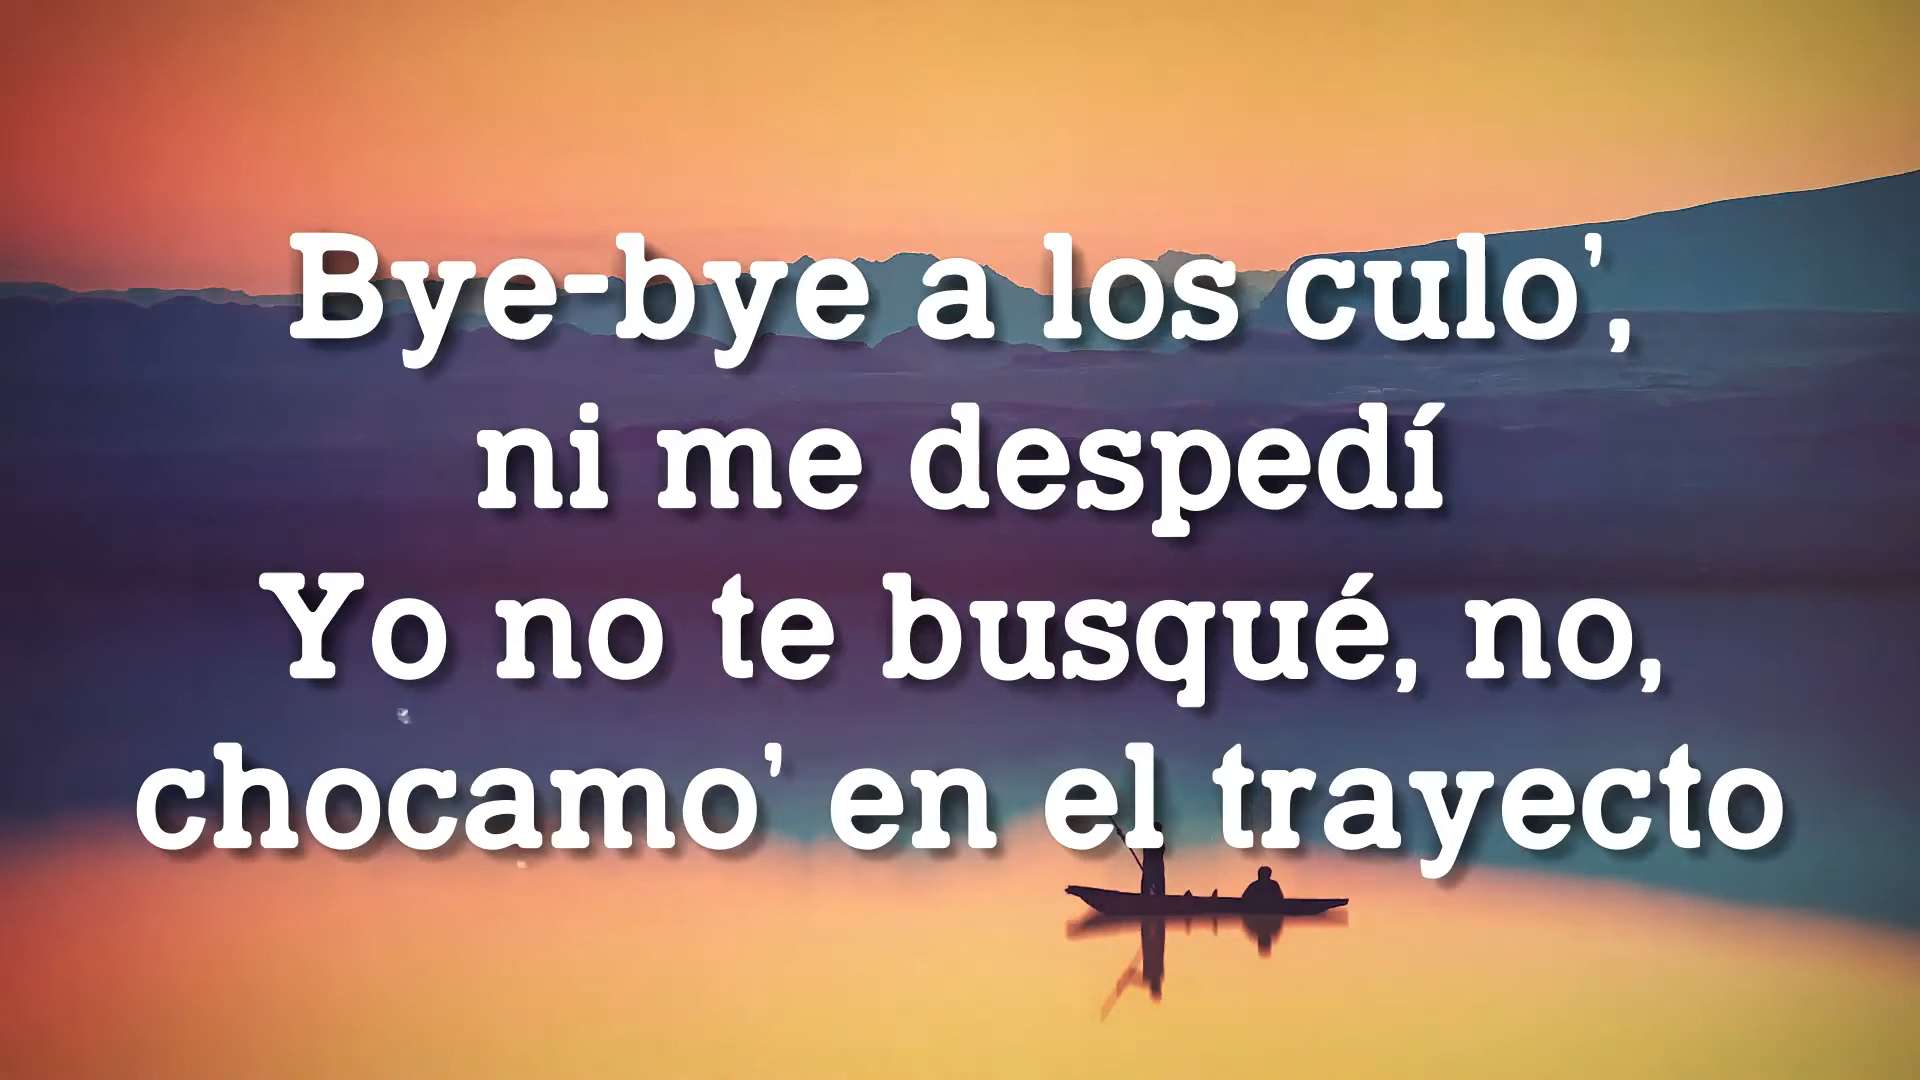 Bye-bye a los culo’,
ni me despedí
Yo no te busqué, no,
chocamo’ en el trayecto